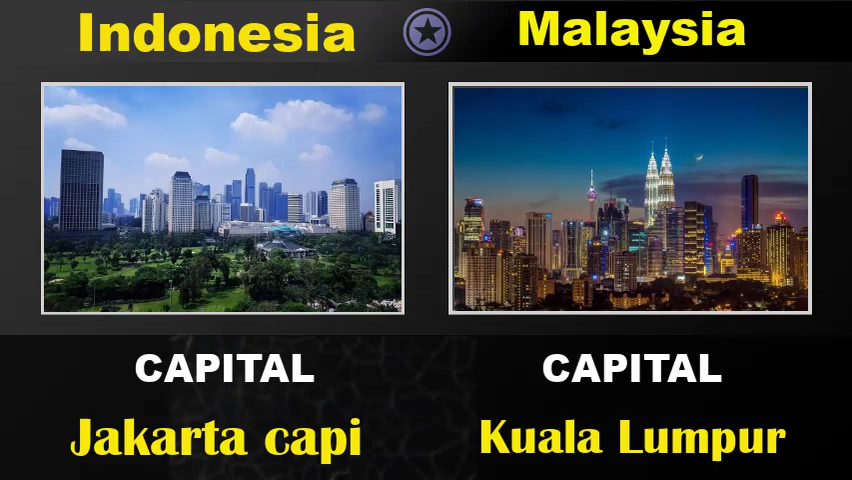 Indonesia
Malaysia
CAPITAL
CAPITAL
Jakarta capi
Kuala Lumpur